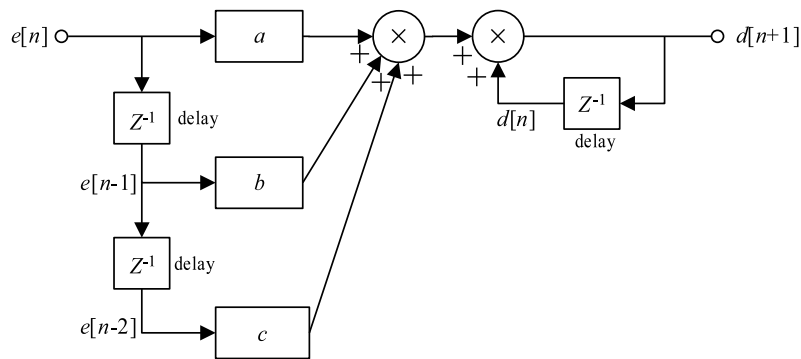 e[n]
a
×
×
d[n+1]
+
+
+
+
+
Z⁻¹
delay
d[n]
Z⁻¹
delay
e[n-1]
b
Z⁻¹
delay
e[n-2]
c